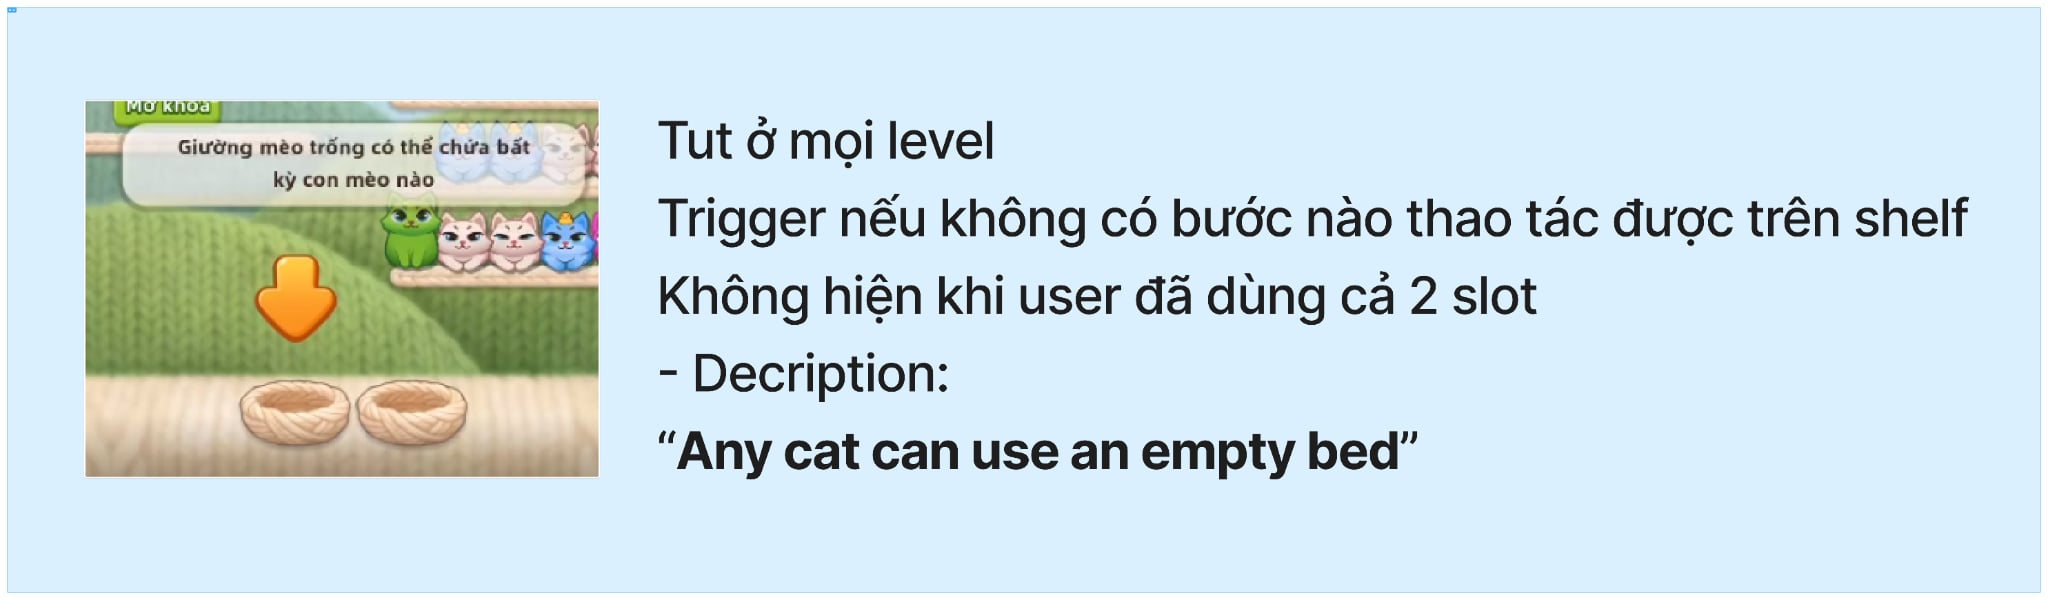 Mở khóa
Giường mèo trống có thể chứa bất
kỳ con mèo nào
Tut ở mọi level
Trigger nếu không có bước nào thao tác được trên shelf
Không hiện khi user đã dùng cả 2 slot
- Decription:
“Any cat can use an empty bed”